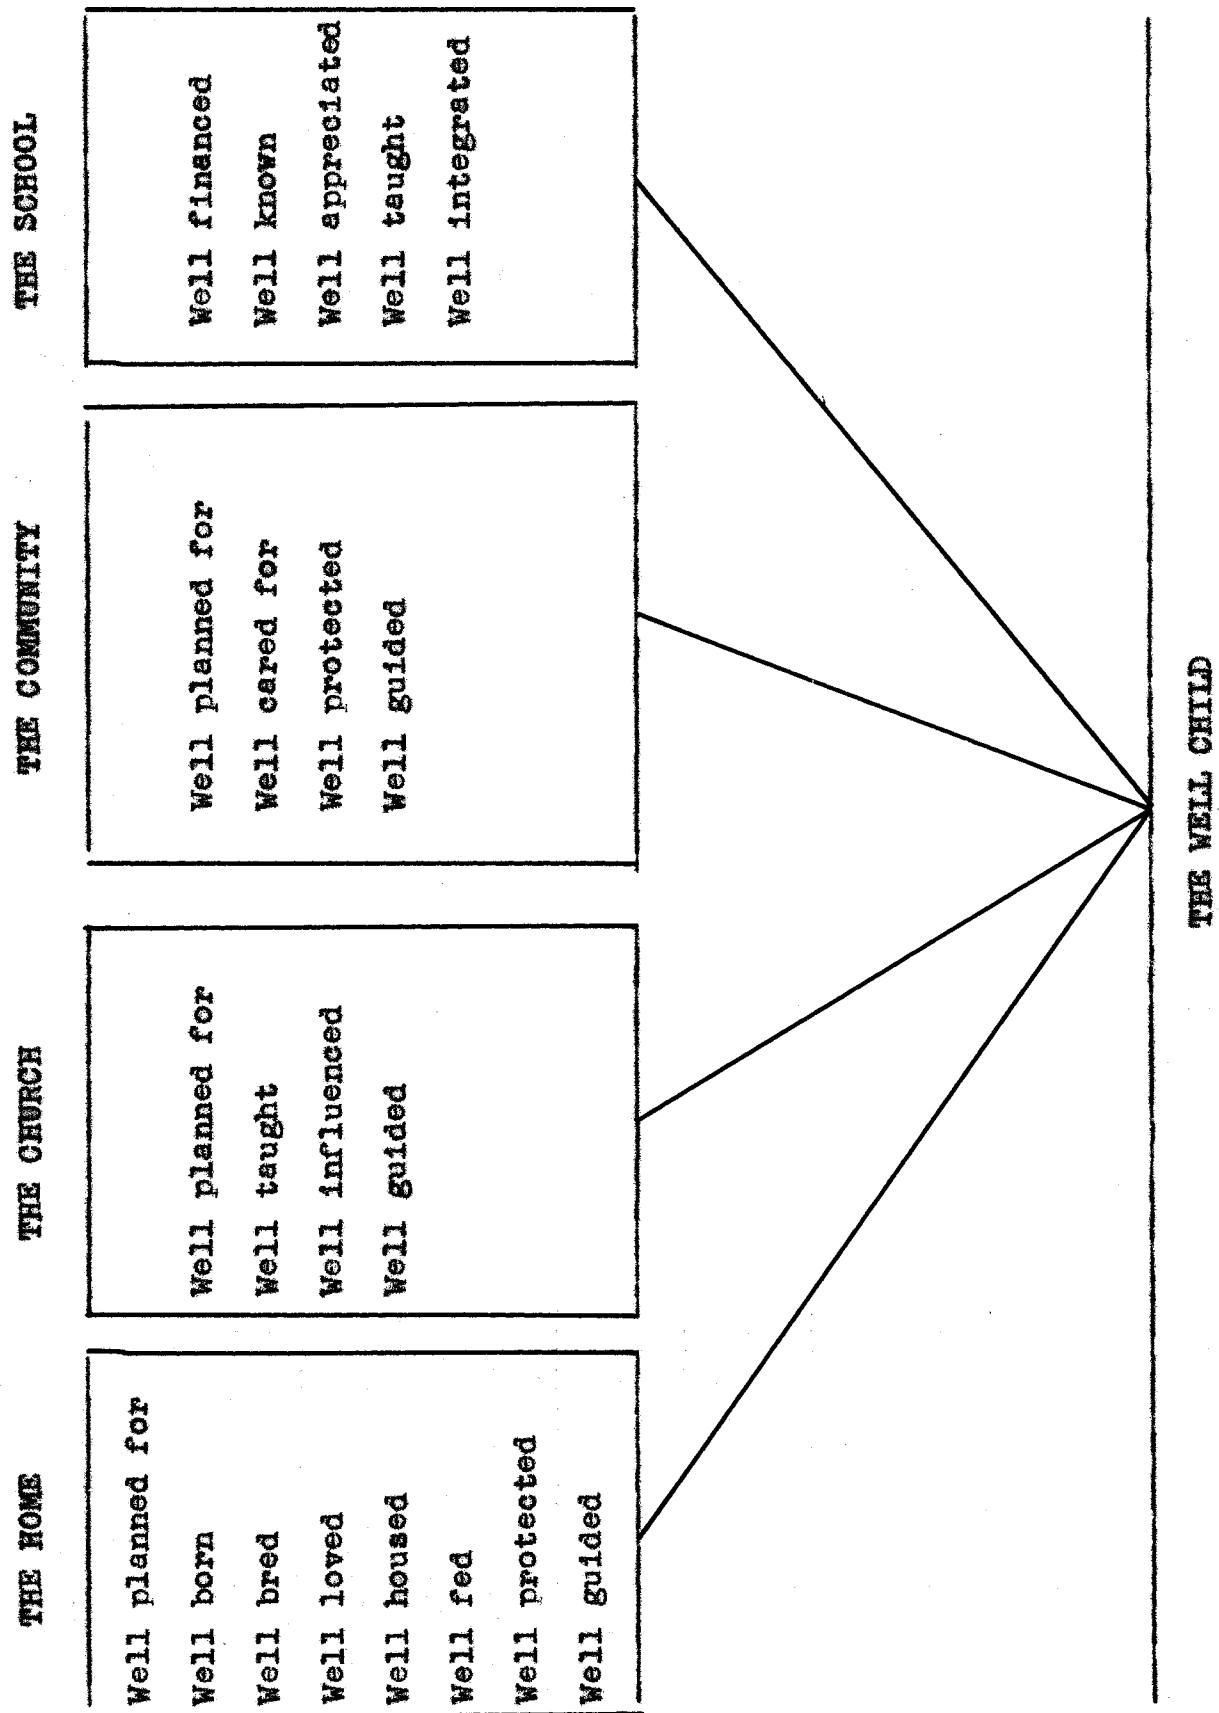 THE HOME
Well planned for
Well born
Well bred
Well loved
Well housed
Well fed
Well protected
Well guided
THE CHURCH
Well planned for
Well taught
Well influenced
Well guided
THE COMMUNITY
Well planned for
Well cared for
Well protected
Well guided
THE SCHOOL
Well financed
Well known
Well appreciated
Well taught
Well integrated
THE WELL CHILD